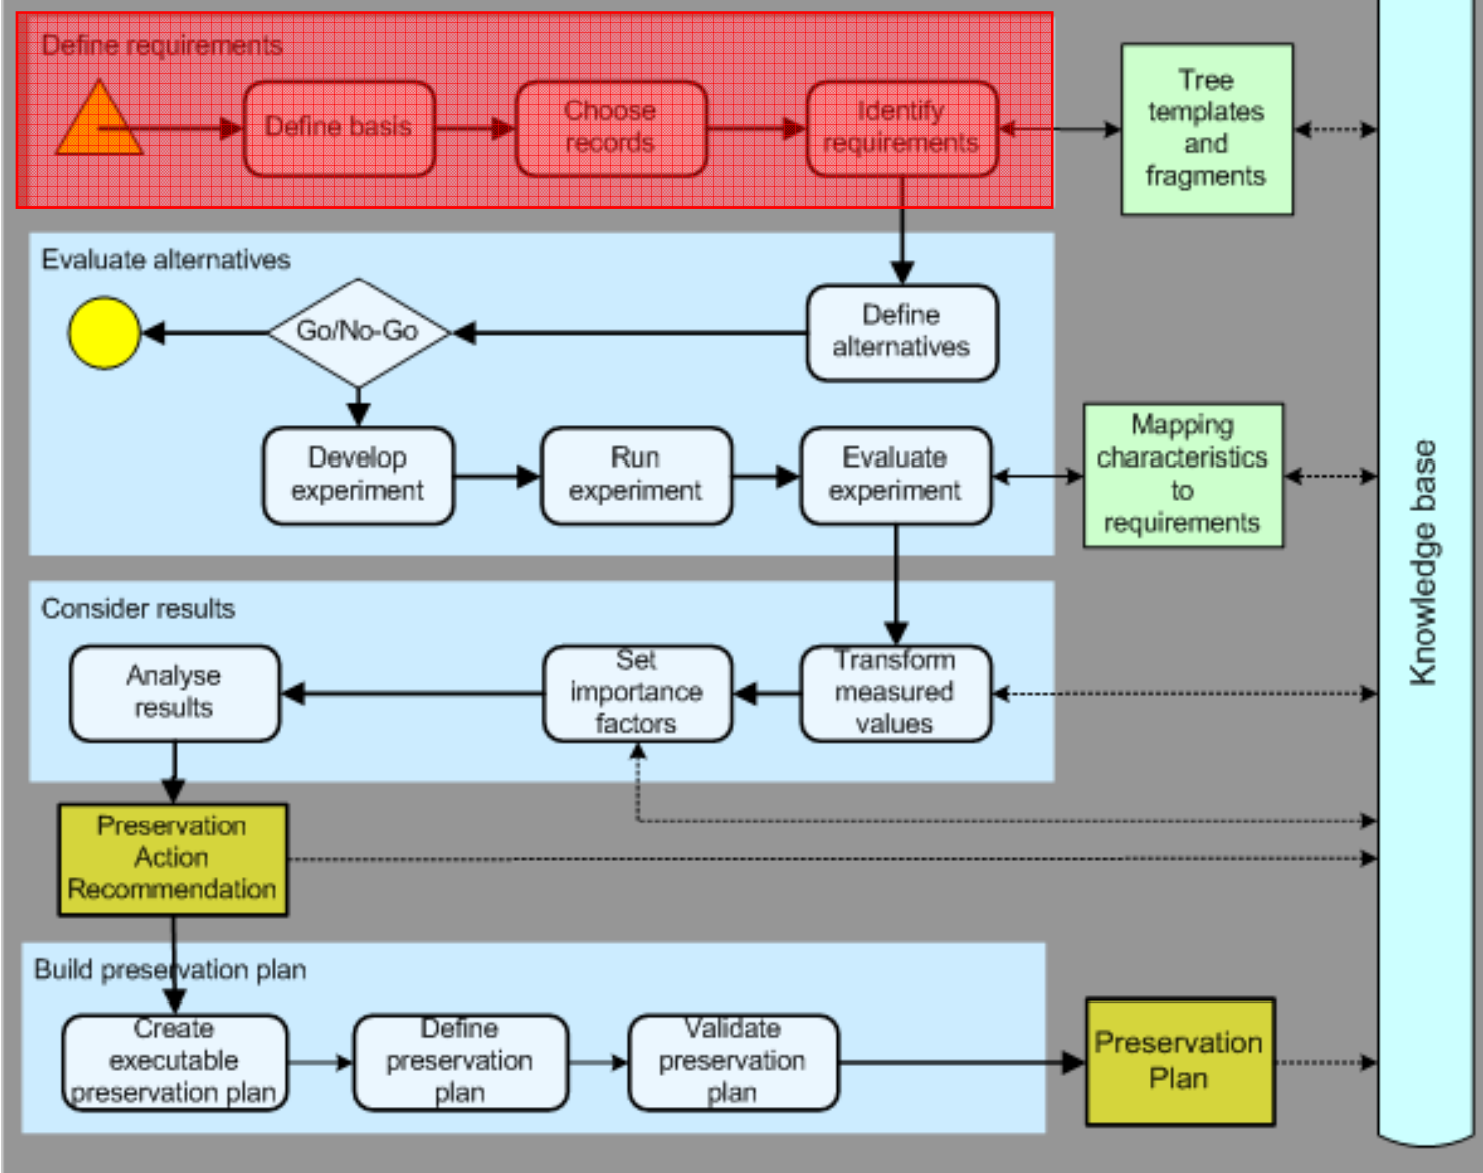 Define requirements
Define basis
Choose
records
Identify
requirements
Tree
templates
and
fragments
Evaluate alternatives
Go/No-Go
Define
alternatives
Develop
experiment
Run
experiment
Evaluate
experiment
Mapping
characteristics
to
requirements
Knowledge base
Consider results
Analyse
results
Set
importance
factors
Transform
measured
values
Preservation
Action
Recommendation
Build preservation plan
Create
executable
preservation plan
Define
preservation
plan
Validate
preservation
plan
Preservation
Plan